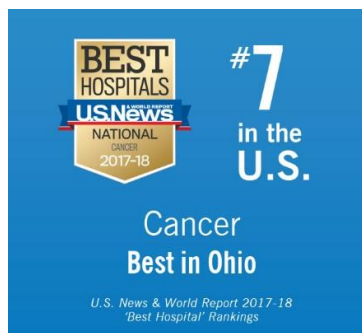 BEST
HOSPITALS
U.S.News
& WORLD REPORT
NATIONAL
CANCER
2017-18
#7
in the
U.S.
Cancer
Best in Ohio
U.S. News & World Report 2017-18
'Best Hospital' Rankings